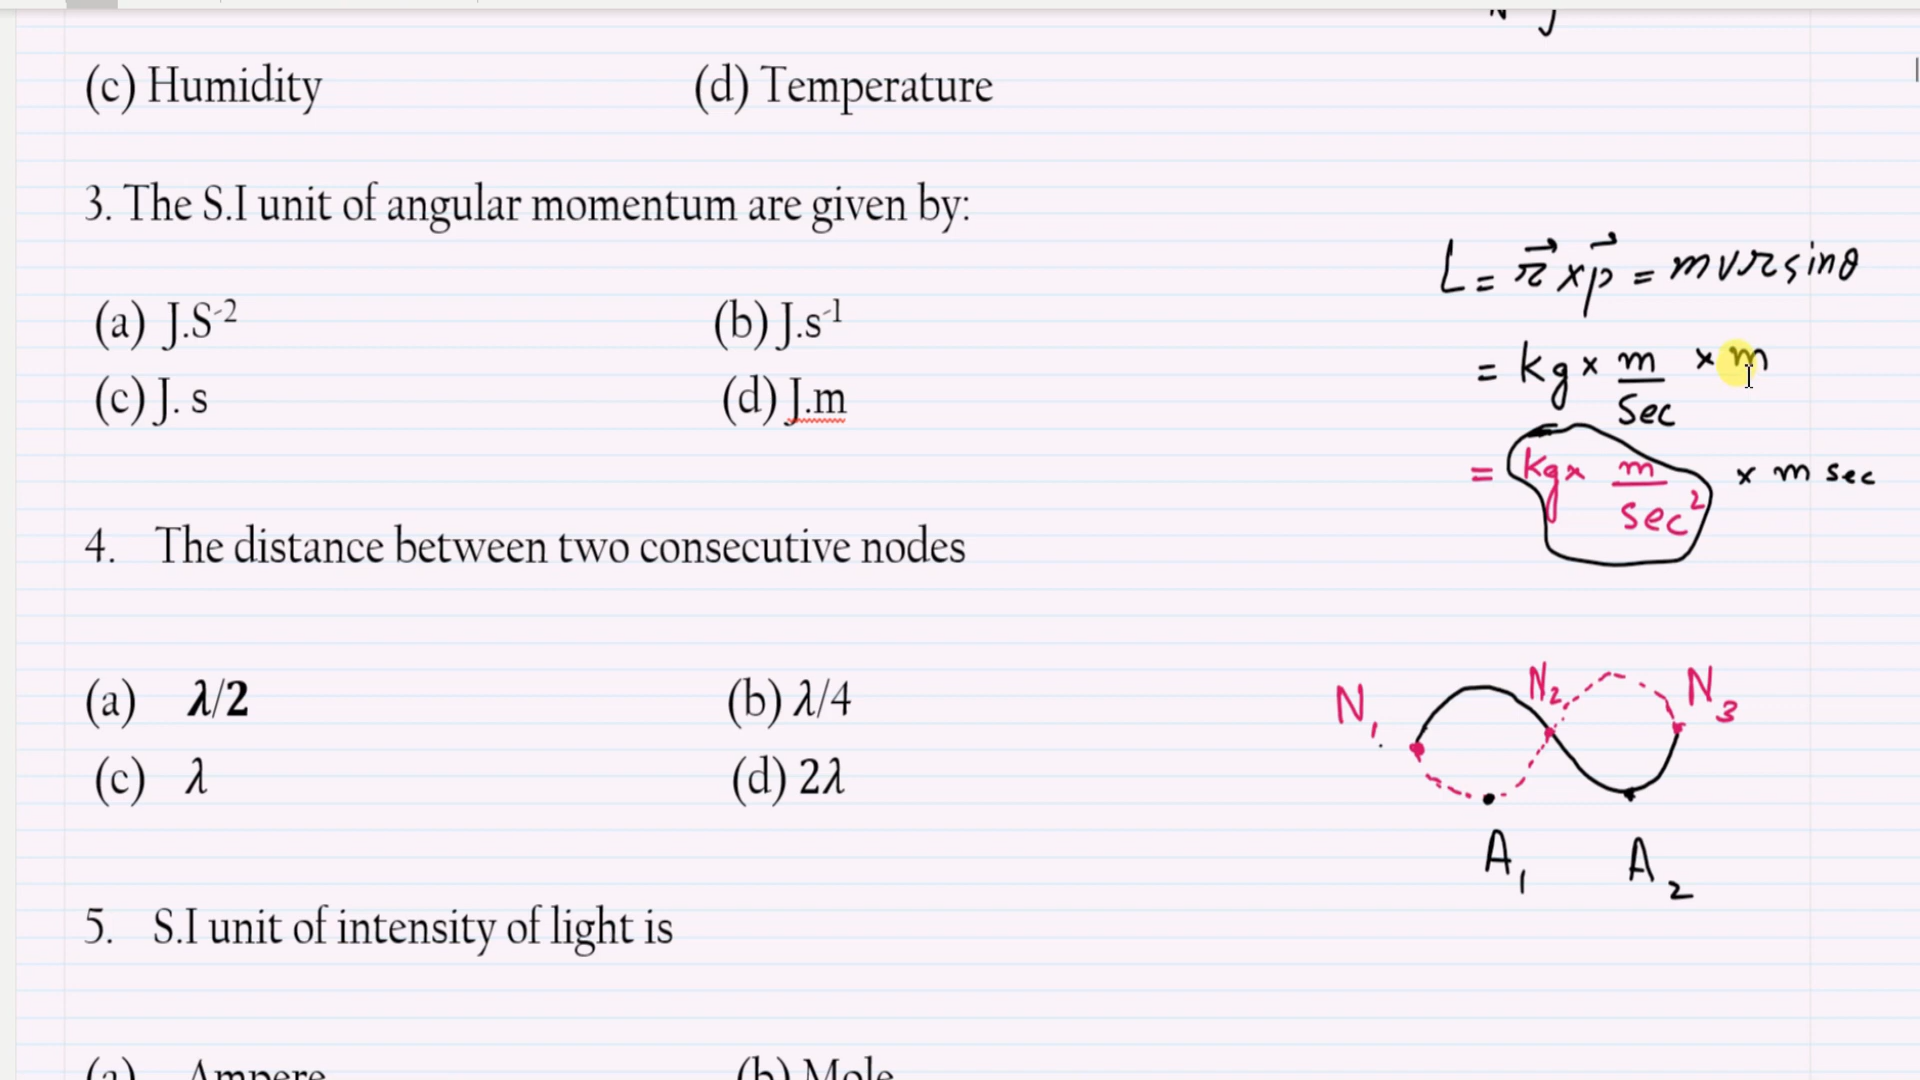 (c) Humidity (d) Temperature
3. The S.I unit of angular momentum are given by:
L = r⃗ × p⃗ = mvr sinθ
(a) J.S⁻² (b) J.s⁻¹
= kg × m/sec × m
(c) J. s (d) J.m
= kg × m/sec² × m sec
4. The distance between two consecutive nodes
(a) λ/2 (b) λ/4
N₁ N₂ N₃
(c) λ (d) 2λ
A₁ A₂
5. S.I unit of intensity of light is
(a) Ampere (b) Mole